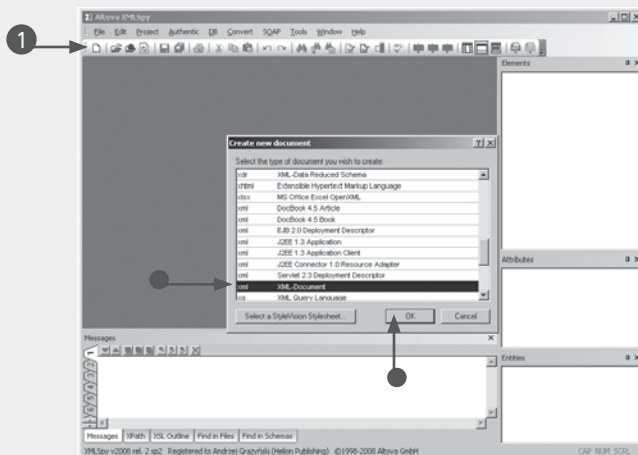 Altova XMLSpy
File Edit Project Authentic DB Convert SOAP Tools Window Help
1
Elements
Create new document
Select the type of document you wish to create:
xdr XML-Data Reduced Schema
xhtml Extensible Hypertext Markup Language
xlsx MS Office Excel OpenXML
xml DocBook 4.5 Article
xml DocBook 4.5 Book
xml EJB 2.0 Deployment Descriptor
xml J2EE 1.3 Application
xml J2EE 1.3 Application Client
xml J2EE Connector 1.0 Resource Adapter
xml Servlet 2.3 Deployment Descriptor
xml XML-Document
xq XML Query Language
Select a StyleVision Stylesheet... OK Cancel
Attributes
Messages
Entities
1
2
3
4
5
6
Messages XPath XSL Outline Find in Files Find in Schemas
XMLSpy v2008 rel. 2 sp2 Registered to Andrzej Grażyński (Helion Publishing) ©1998-2008 Altova GmbH CAP NUM SCRL